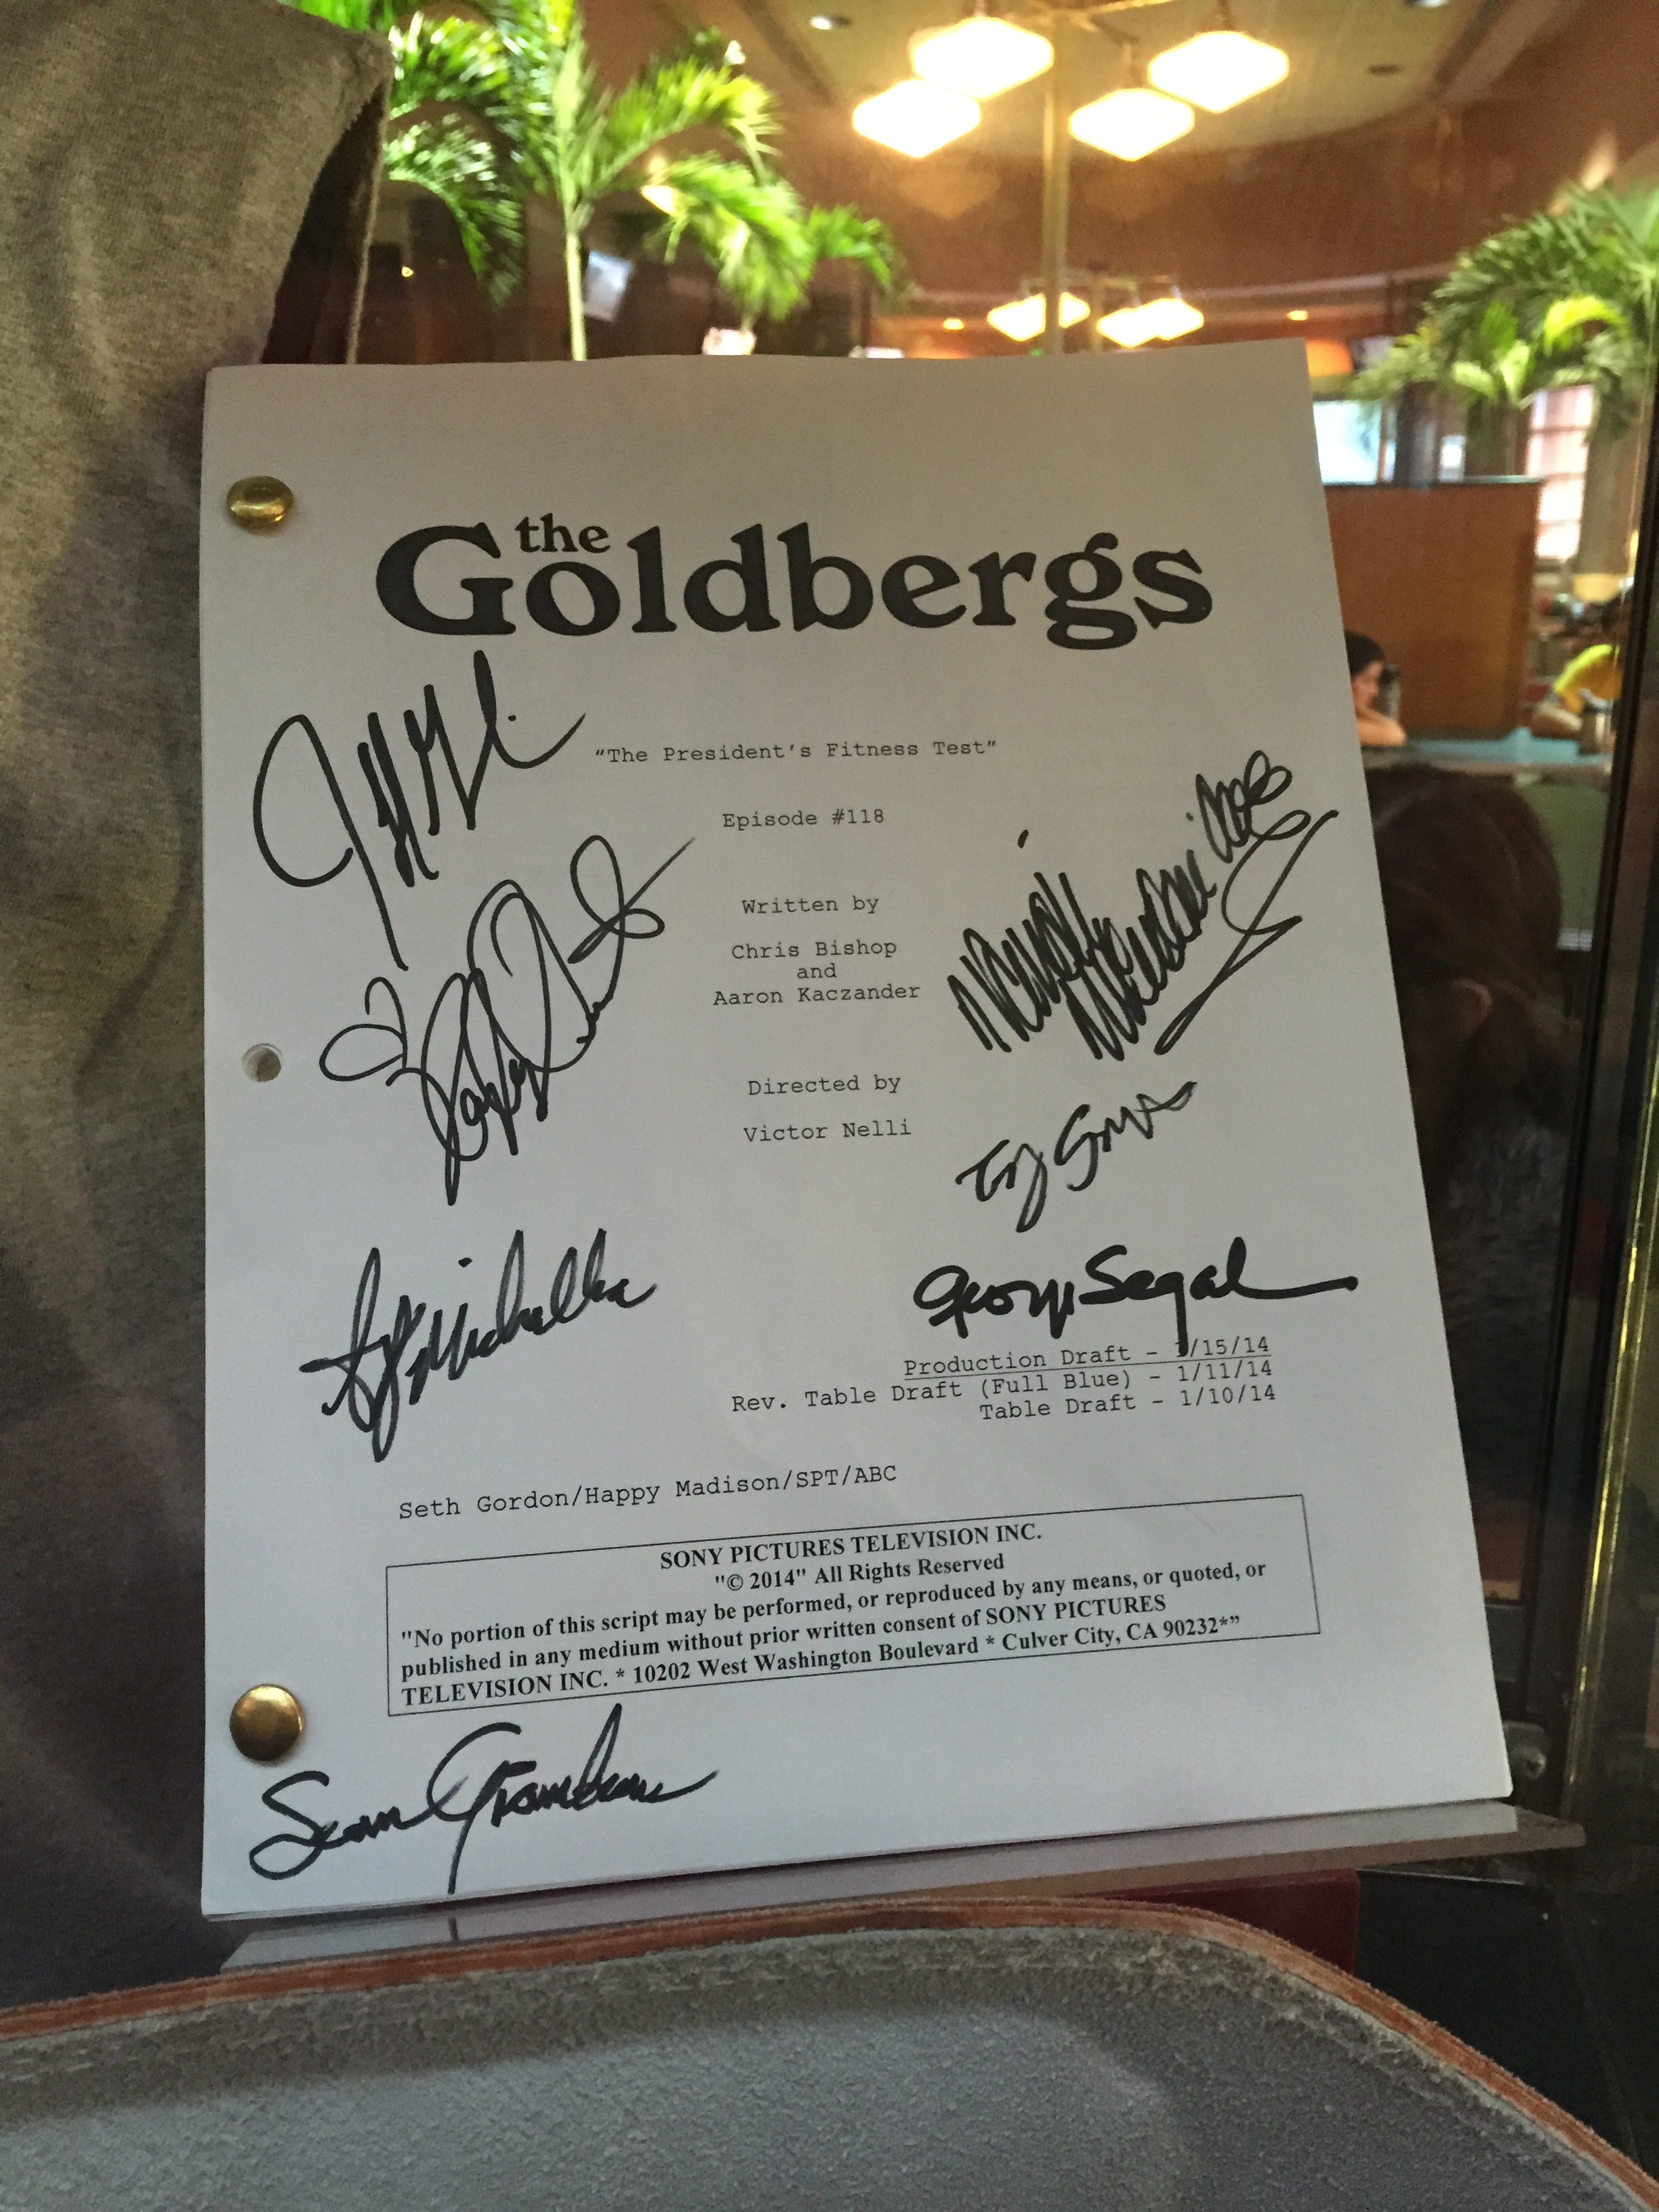 the
Goldbergs
"The President's Fitness Test"
Episode #118
Written by
Chris Bishop
and
Aaron Kaczander
Directed by
Victor Nelli
Troy Gentile
George Segal
Production Draft - /15/14
Rev. Table Draft (Full Blue) - 1/11/14
Table Draft - 1/10/14
AJ Michalka
Seth Gordon/Happy Madison/SPT/ABC
SONY PICTURES TELEVISION INC.
"© 2014" All Rights Reserved
"No portion of this script may be performed, or reproduced by any means, or quoted, or
published in any medium without prior written consent of SONY PICTURES
TELEVISION INC. * 10202 West Washington Boulevard * Culver City, CA 90232*"
Sean Giambrone